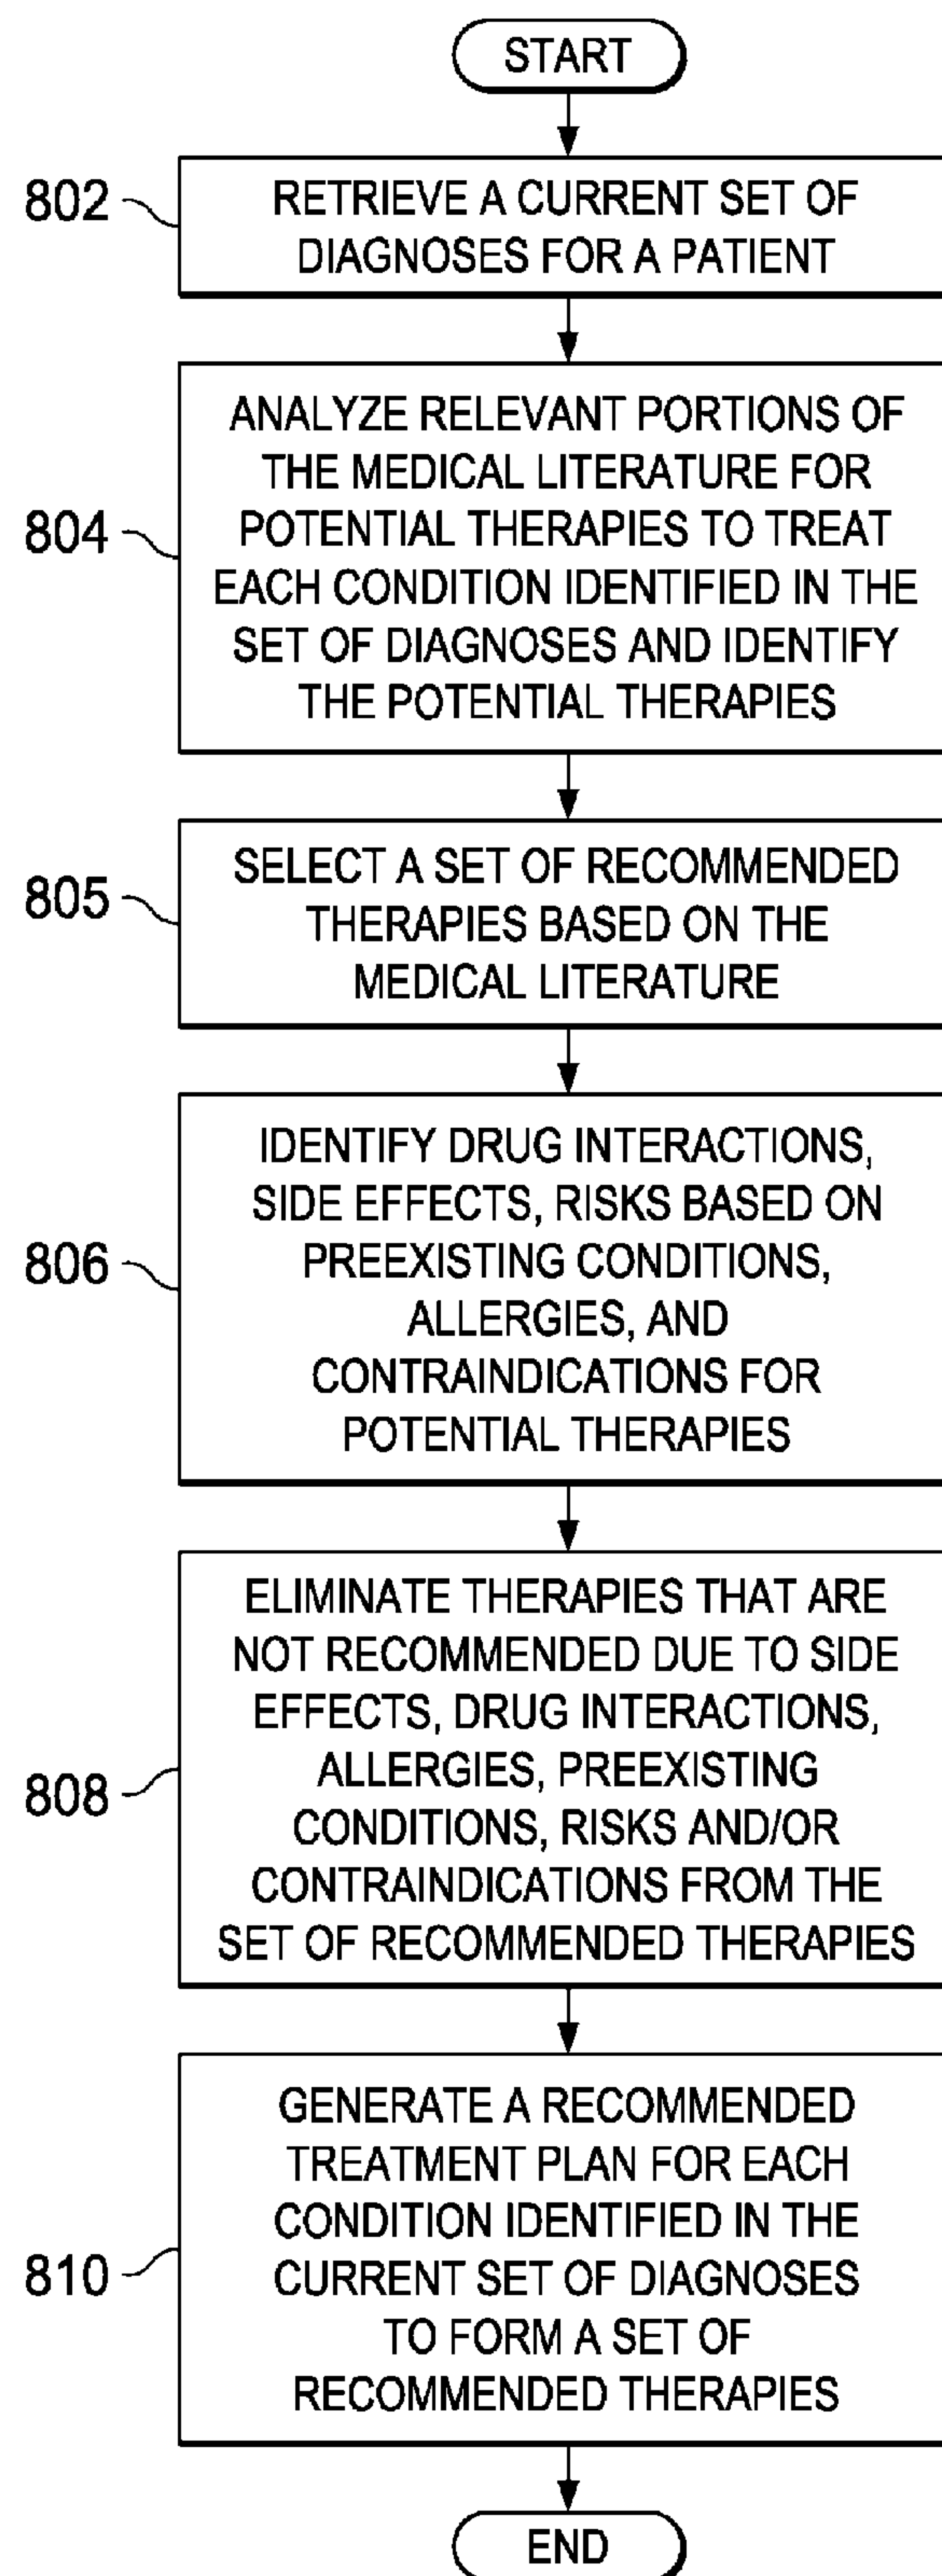 START
802
RETRIEVE A CURRENT SET OF
DIAGNOSES FOR A PATIENT
804
ANALYZE RELEVANT PORTIONS OF
THE MEDICAL LITERATURE FOR
POTENTIAL THERAPIES TO TREAT
EACH CONDITION IDENTIFIED IN THE
SET OF DIAGNOSES AND IDENTIFY
THE POTENTIAL THERAPIES
805
SELECT A SET OF RECOMMENDED
THERAPIES BASED ON THE
MEDICAL LITERATURE
806
IDENTIFY DRUG INTERACTIONS,
SIDE EFFECTS, RISKS BASED ON
PREEXISTING CONDITIONS,
ALLERGIES, AND
CONTRAINDICATIONS FOR
POTENTIAL THERAPIES
808
ELIMINATE THERAPIES THAT ARE
NOT RECOMMENDED DUE TO SIDE
EFFECTS, DRUG INTERACTIONS,
ALLERGIES, PREEXISTING
CONDITIONS, RISKS AND/OR
CONTRAINDICATIONS FROM THE
SET OF RECOMMENDED THERAPIES
810
GENERATE A RECOMMENDED
TREATMENT PLAN FOR EACH
CONDITION IDENTIFIED IN THE
CURRENT SET OF DIAGNOSES
TO FORM A SET OF
RECOMMENDED THERAPIES
END